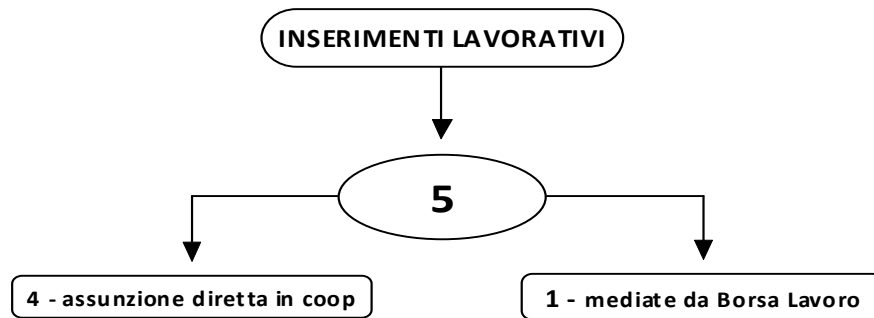 INSERIMENTI LAVORATIVI
5
4 - assunzione diretta in coop
1 - mediate da Borsa Lavoro